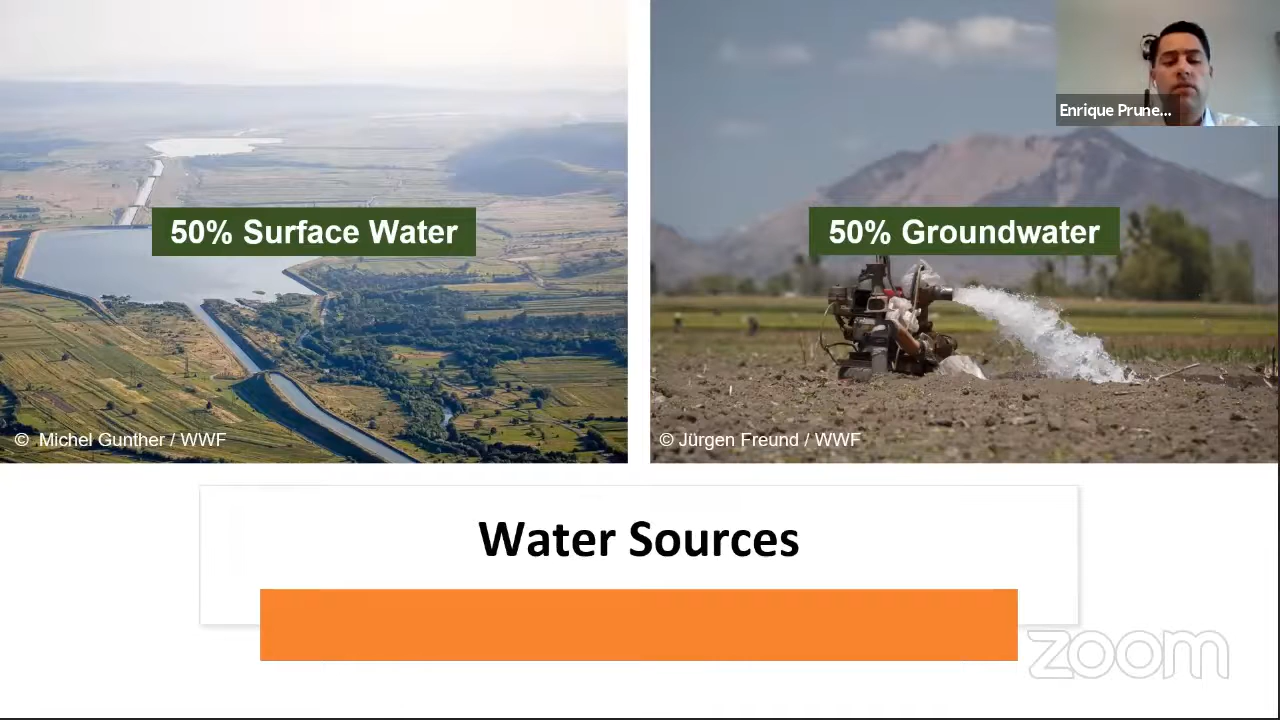 Enrique Prune...
50% Surface Water
50% Groundwater
© Michel Gunther / WWF
© Jürgen Freund / WWF
Water Sources
zoom